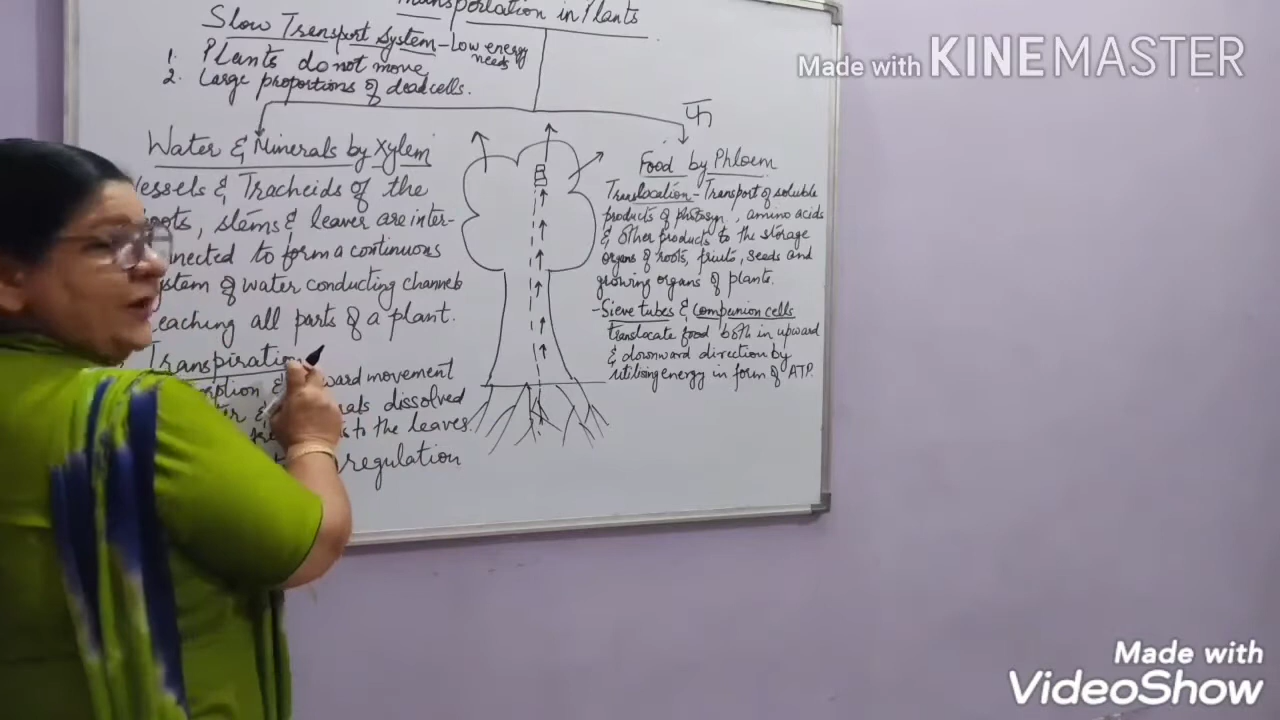 Transportation in Plants
Slow Transport System - Low energy needs
1. Plants do not move
2. Large proportions of dead cells.
Water & Minerals by Xylem
Vessels & Tracheids of the
roots, stems & leaves are inter-
connected to form a continuous
system of water conducting channels
reaching all parts of a plant.
Transpiration
movement
dissolved
to the leaves.
regulation
Food by Phloem
Translocation - Transport of soluble
products of photosyn, amino acids
& other products to the storage
organs of roots, fruits, seeds and
growing organs of plants.
- Sieve tubes & companion cells
translocate food both in upward
& downward direction by
utilising energy in form of ATP.
Made with KINEMASTER
Made with
VideoShow